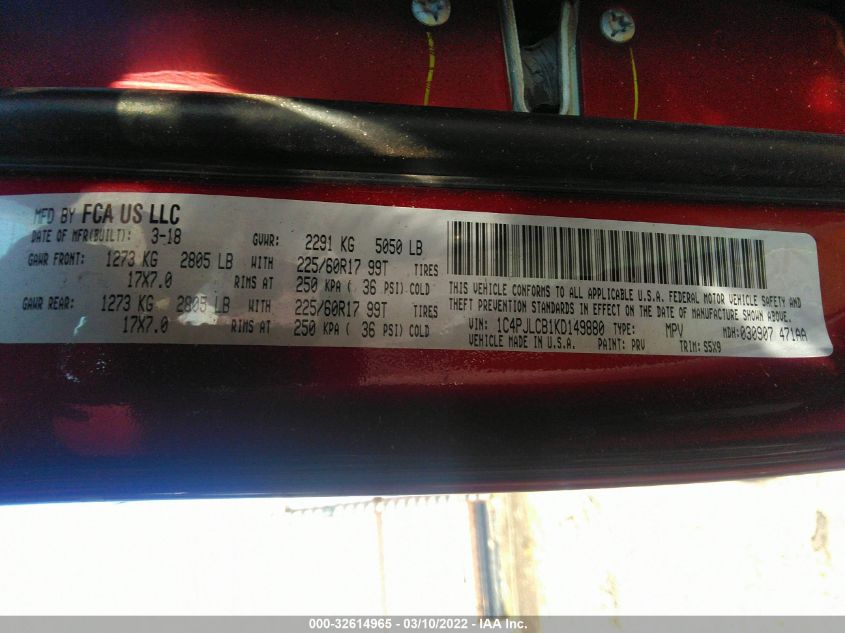 MFD BY FCA US LLC
DATE OF MFR(BUILT): 3-18 GVWR: 2291 KG 5050 LB
GAWR FRONT: 1273 KG 2805 LB WITH 225/60R17 99T TIRES
17X7.0 RIMS AT 250 KPA ( 36 PSI) COLD
GAWR REAR: 1273 KG 2805 LB WITH 225/60R17 99T TIRES
17X7.0 RIMS AT 250 KPA ( 36 PSI) COLD
THIS VEHICLE CONFORMS TO ALL APPLICABLE U.S.A. FEDERAL MOTOR VEHICLE SAFETY AND
THEFT PREVENTION STANDARDS IN EFFECT ON THE DATE OF MANUFACTURE SHOWN ABOVE.
VIN: 1C4PJLCB1KD149880 TYPE: MPV MDH: 030907 471AA
VEHICLE MADE IN U.S.A. PAINT: PRV TRIM: S5X9
000-32614965 - 03/10/2022 - IAA Inc.